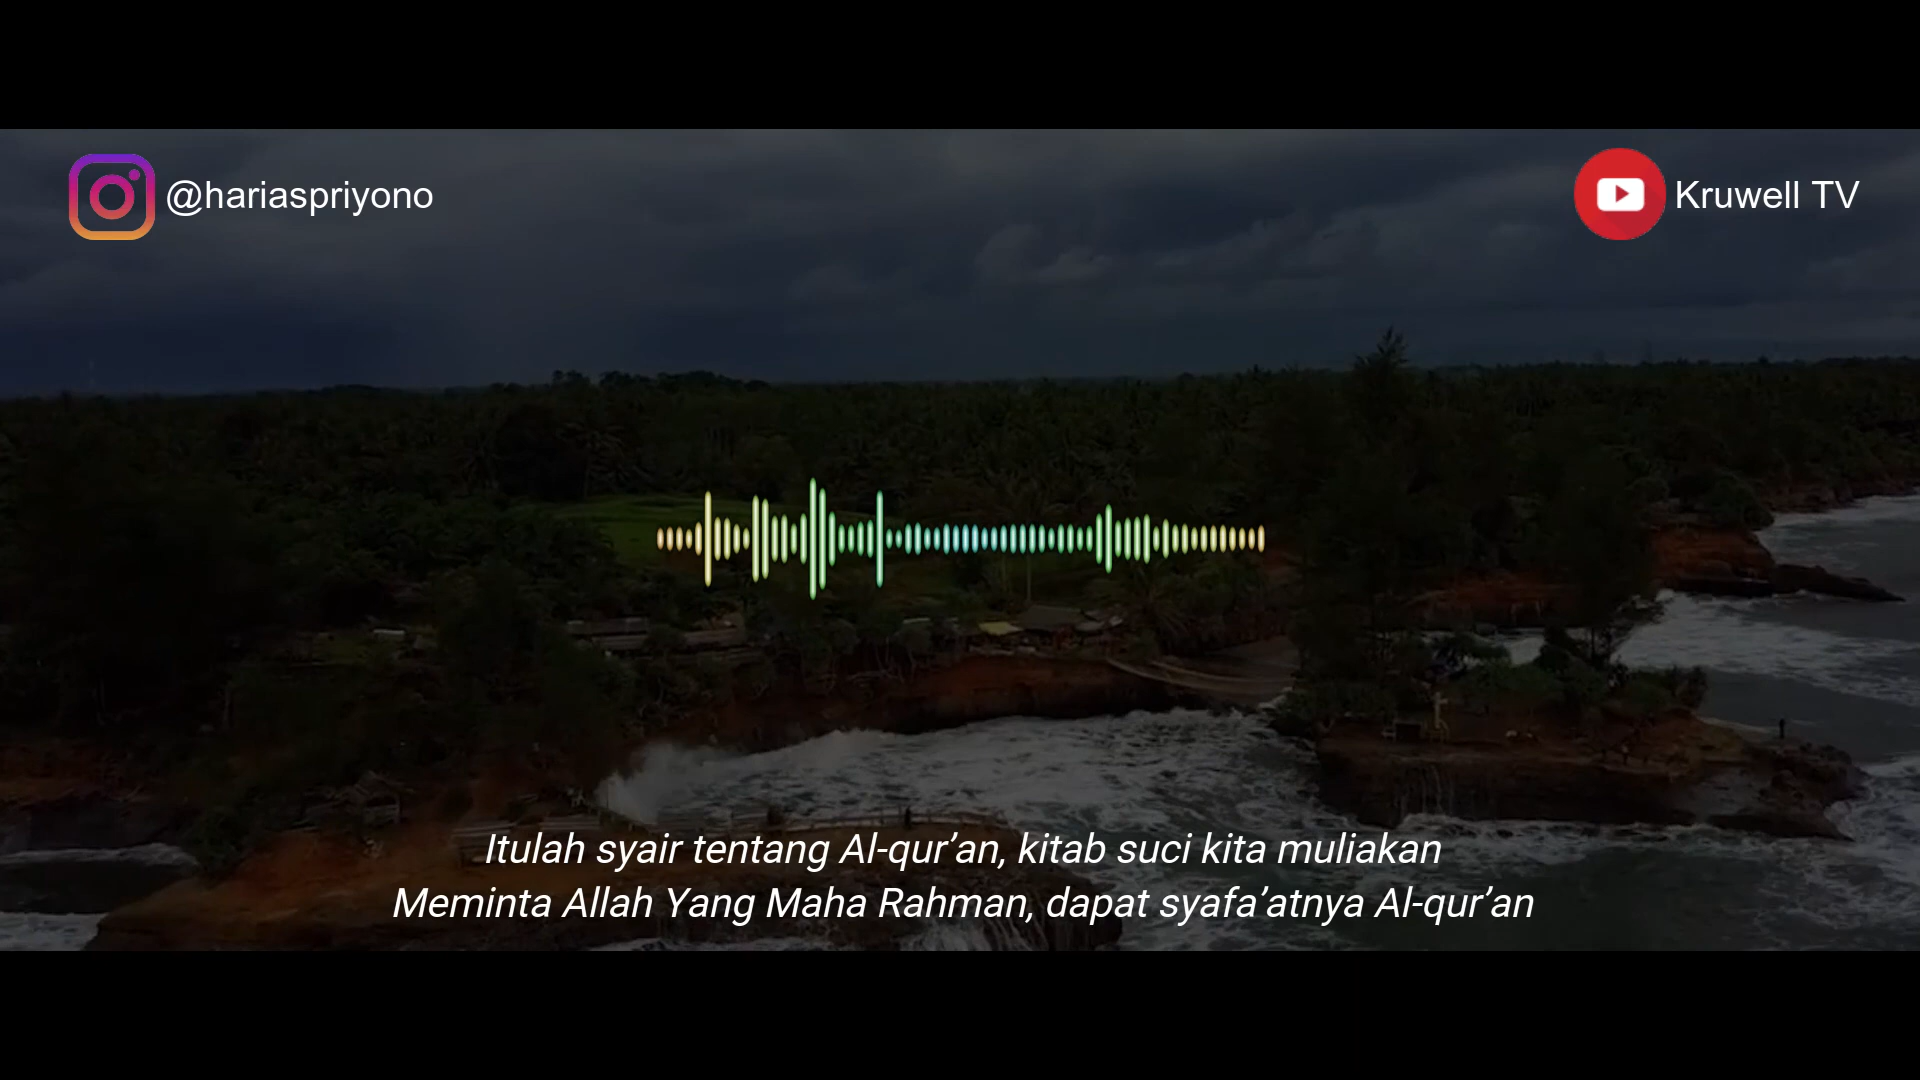 @hariaspriyono
Kruwell TV
Itulah syair tentang Al-qur’an, kitab suci kita muliakan
Meminta Allah Yang Maha Rahman, dapat syafa’atnya Al-qur’an